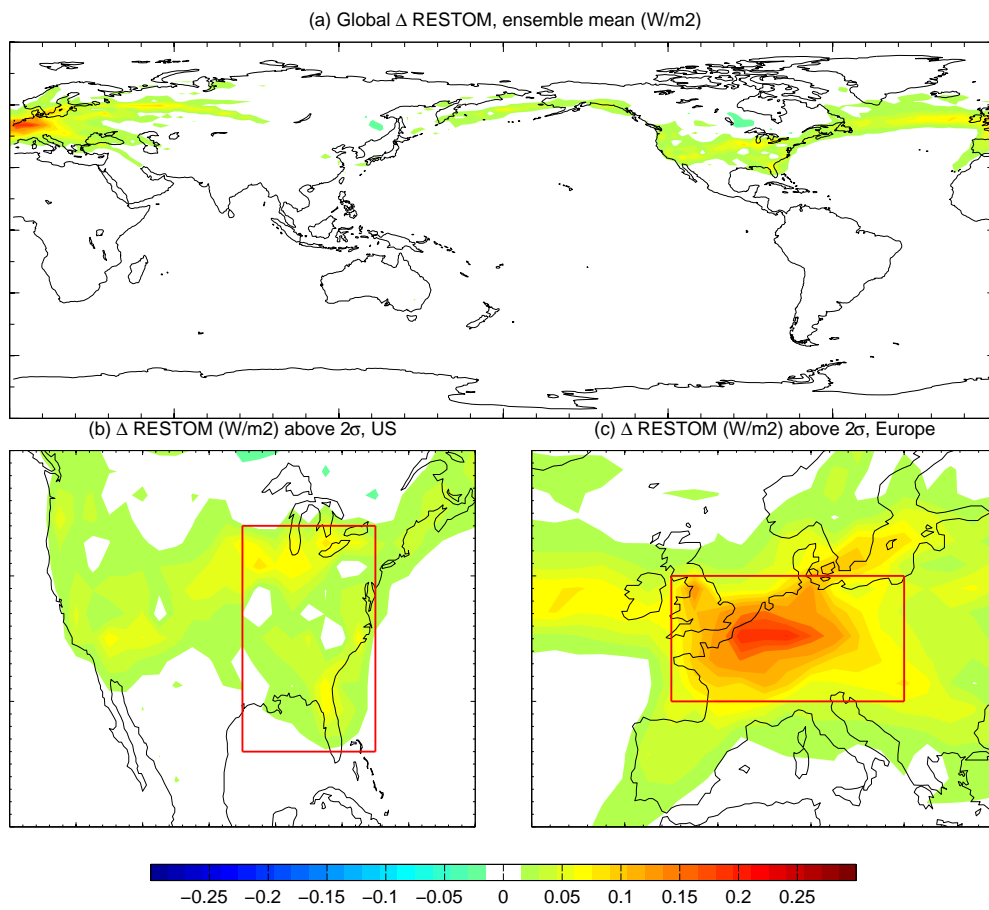 (a) Global Δ RESTOM, ensemble mean (W/m2)
(b) Δ RESTOM (W/m2) above 2σ, US
(c) Δ RESTOM (W/m2) above 2σ, Europe
−0.25 −0.2 −0.15 −0.1 −0.05 0 0.05 0.1 0.15 0.2 0.25